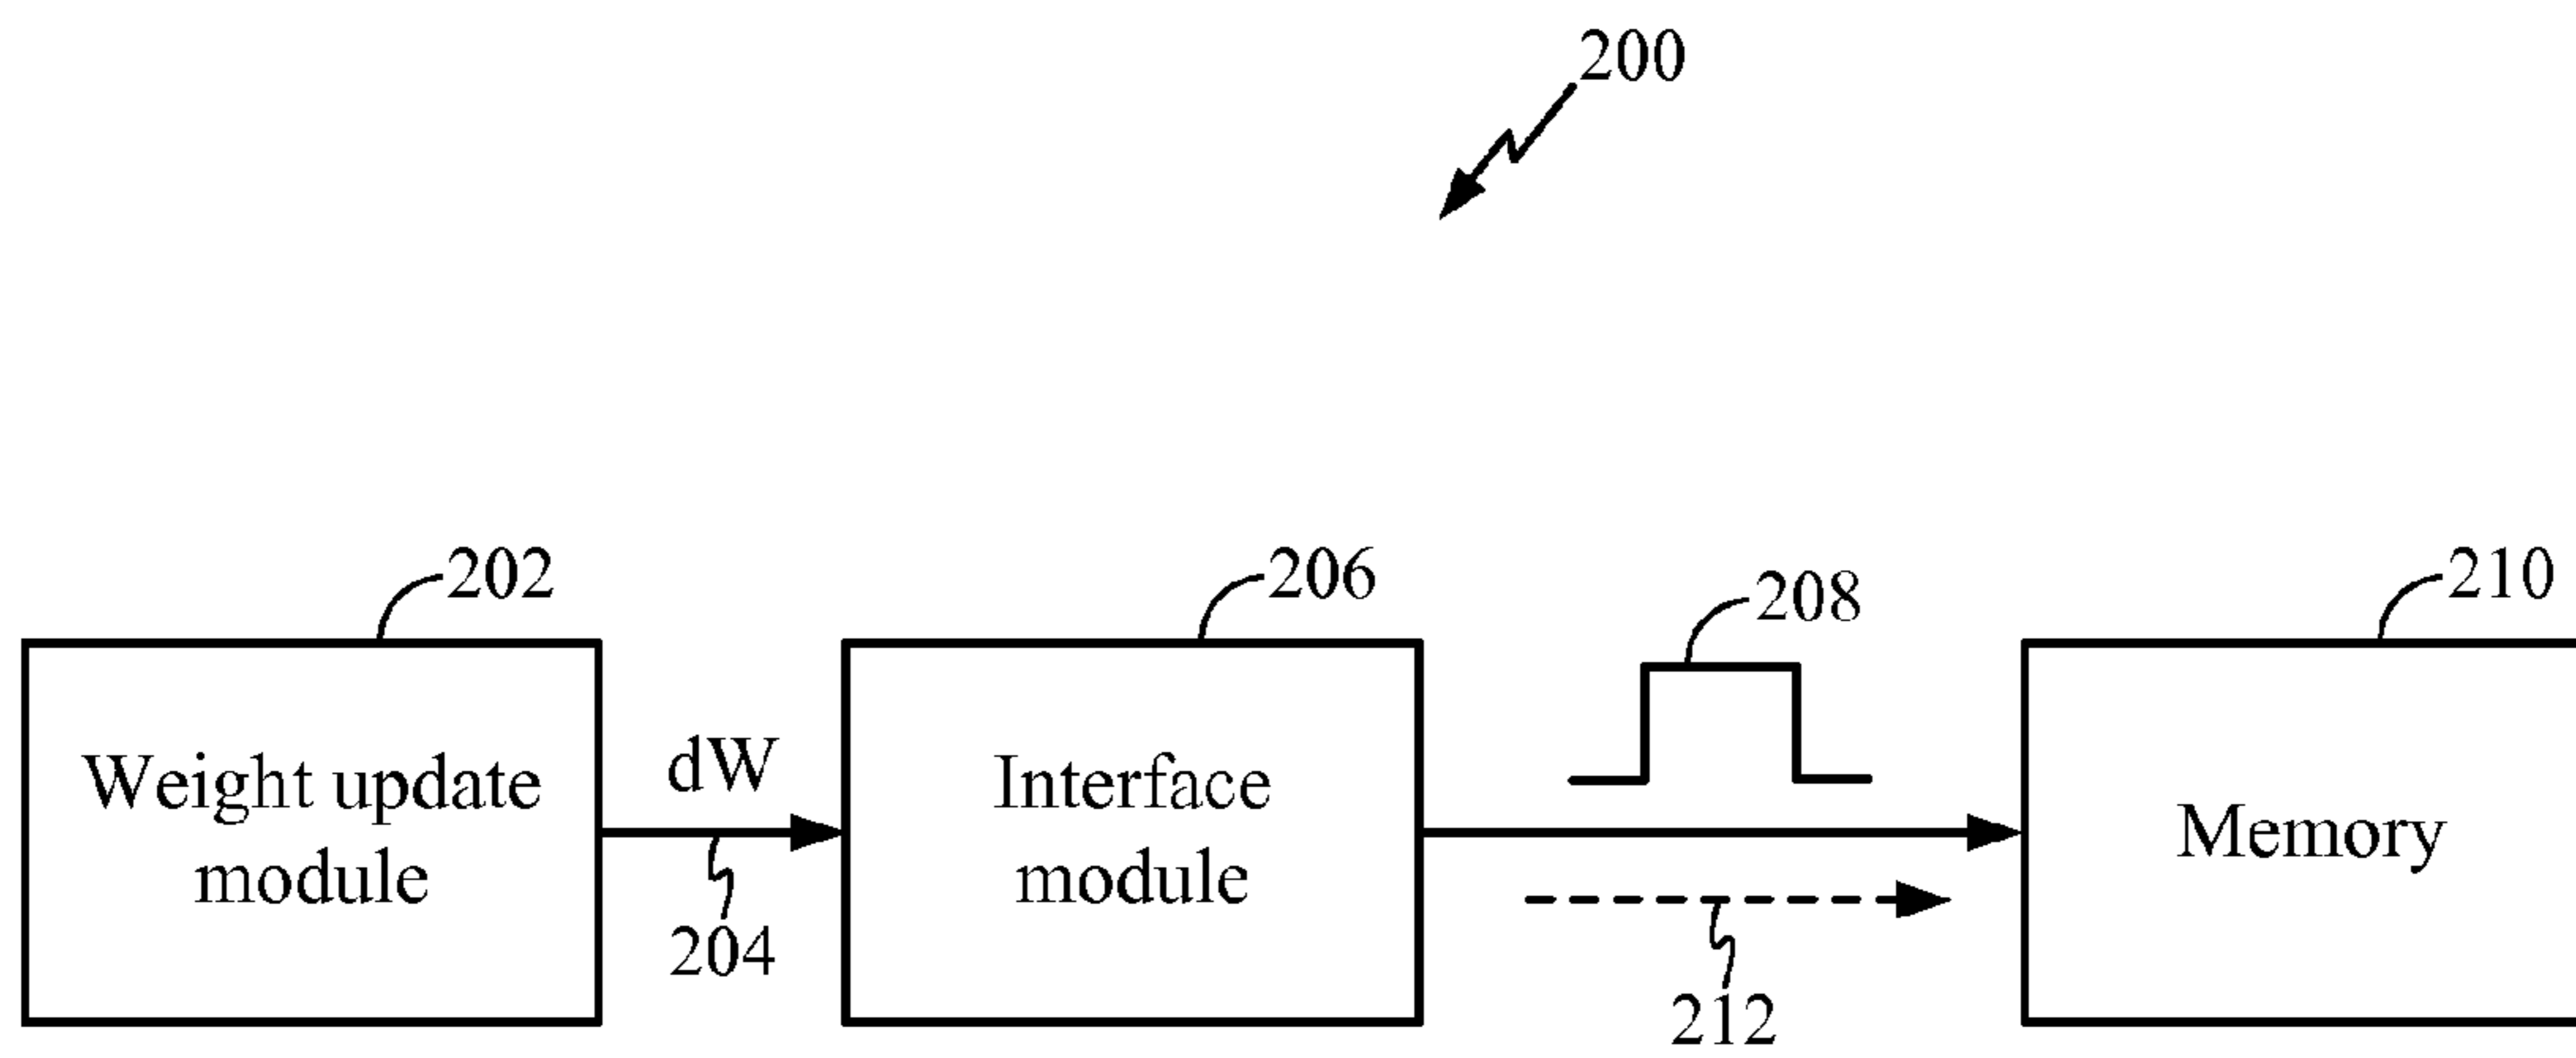 200
202
206
208
210
Weight update
module
dW
204
Interface
module
212
Memory